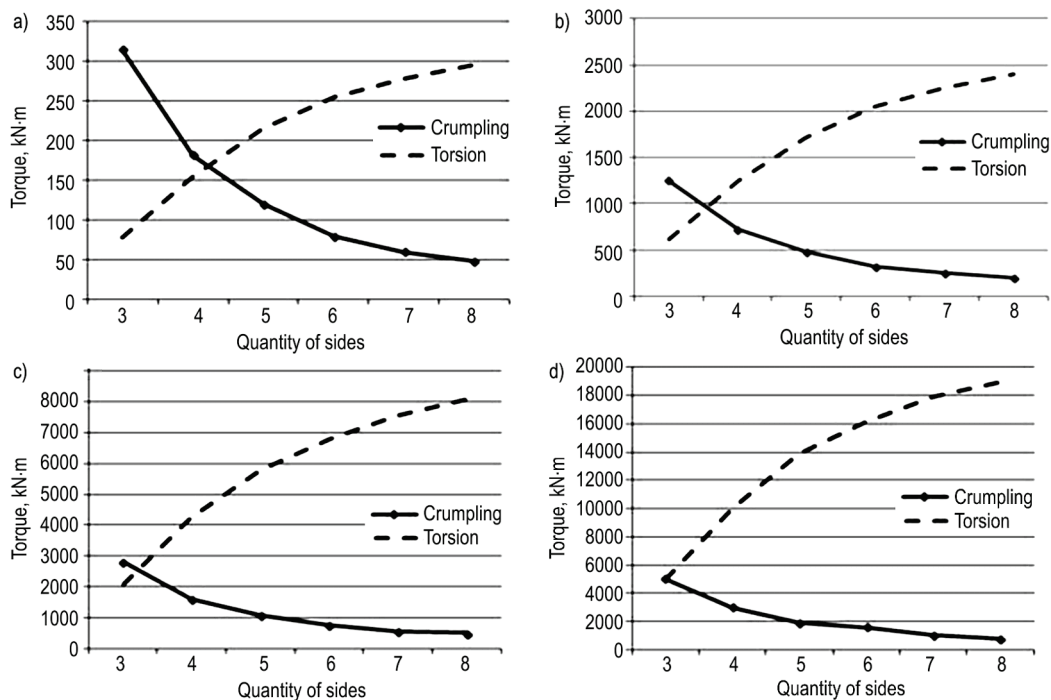 a)
350
300
250
200
150
100
50
0
Torque, kN·m
Crumpling
Torsion
3 4 5 6 7 8
Quantity of sides
b)
3000
2500
2000
1500
1000
500
0
Torque, kN·m
Crumpling
Torsion
3 4 5 6 7 8
Quantity of sides
c)
8000
7000
6000
5000
4000
3000
2000
1000
0
Torque, kN·m
Crumpling
Torsion
3 4 5 6 7 8
Quantity of sides
d)
20000
18000
16000
14000
12000
10000
8000
6000
4000
2000
0
Torque, kN·m
Crumpling
Torsion
3 4 5 6 7 8
Quantity of sides